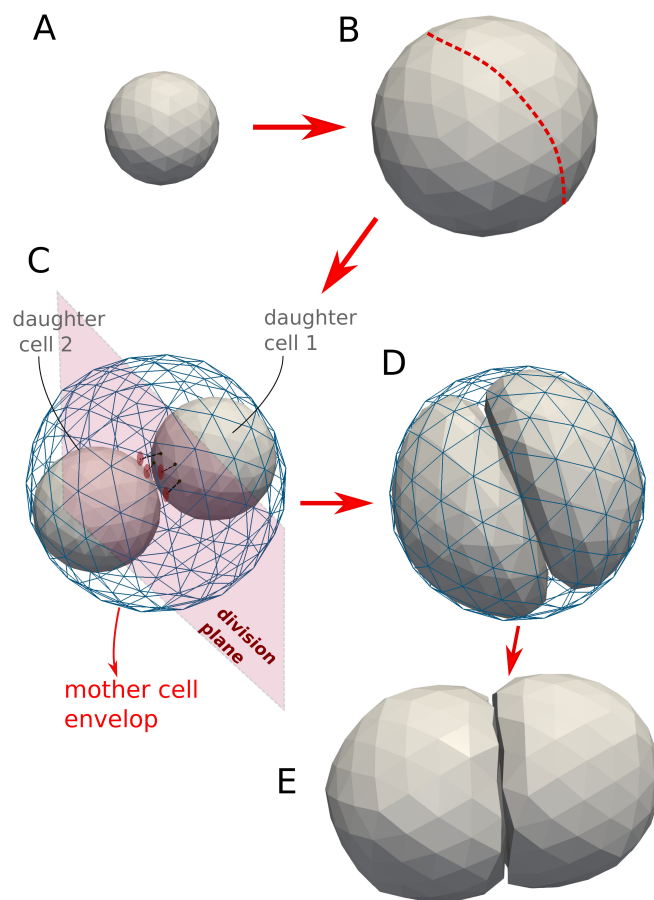 A
B
C
daughter
cell 2
daughter
cell 1
D
division
plane
mother cell
envelop
E